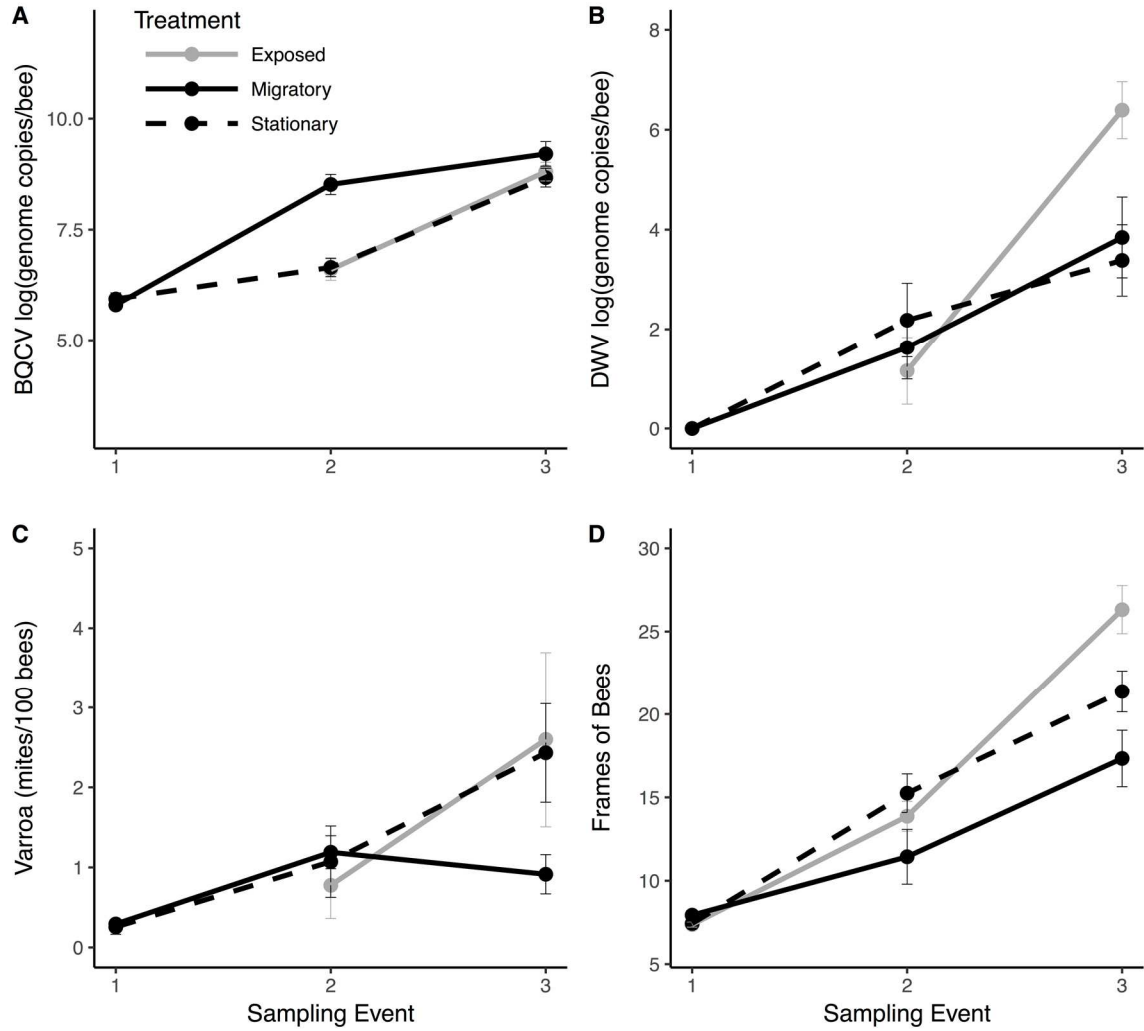 A
Treatment
Exposed
Migratory
Stationary
BQCV log(genome copies/bee)
10.0
7.5
5.0
1 2 3
B
DWV log(genome copies/bee)
8
6
4
2
0
1 2 3
C
Varroa (mites/100 bees)
5
4
3
2
1
0
1 2 3
Sampling Event
D
Frames of Bees
30
25
20
15
10
5
1 2 3
Sampling Event